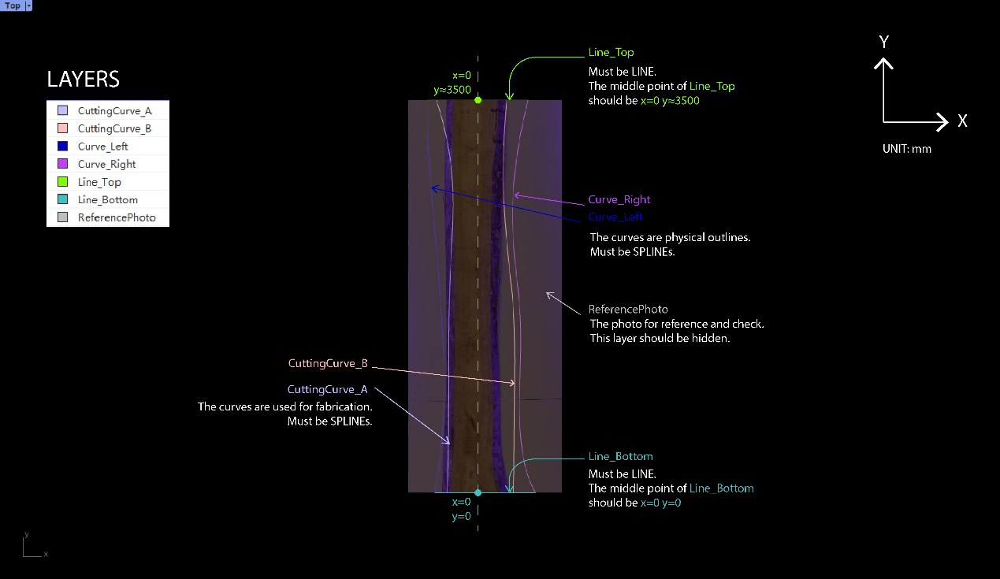 Top
LAYERS
CuttingCurve_A
CuttingCurve_B
Curve_Left
Curve_Right
Line_Top
Line_Bottom
ReferencePhoto
x=0
y≈3500
Line_Top
Must be LINE.
The middle point of Line_Top
should be x=0 y≈3500
Y
X
UNIT: mm
Curve_Right
Curve_Left
The curves are physical outlines.
Must be SPLINEs.
ReferencePhoto
The photo for reference and check.
This layer should be hidden.
CuttingCurve_B
CuttingCurve_A
The curves are used for fabrication.
Must be SPLINEs.
Line_Bottom
Must be LINE.
The middle point of Line_Bottom
should be x=0 y=0
x=0
y=0
y
x